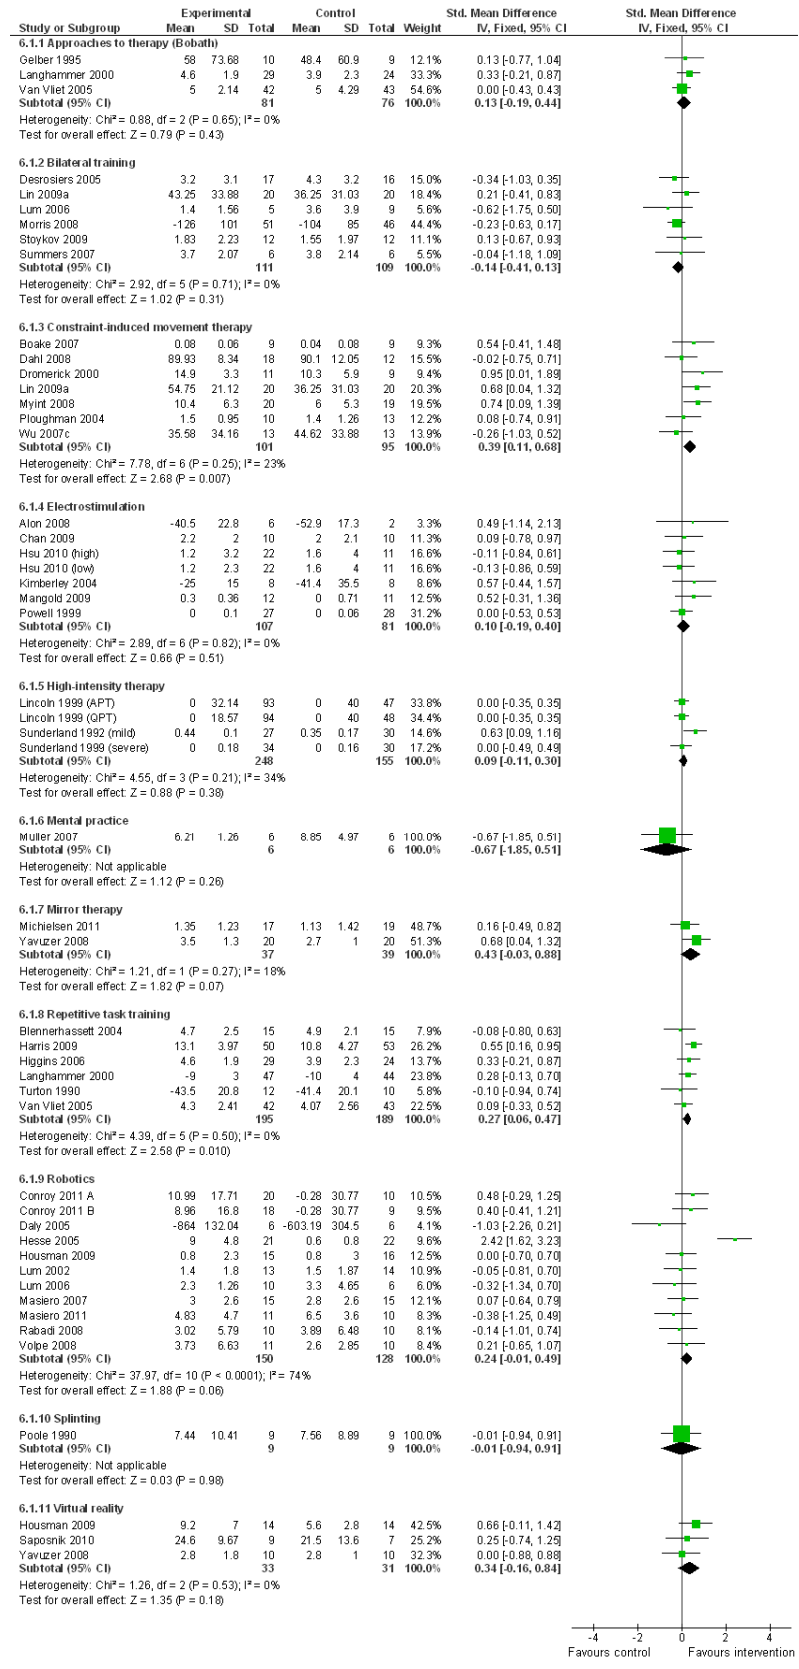 Experimental Control Std. Mean Difference Std. Mean Difference
Study or Subgroup Mean SD Total Mean SD Total Weight IV, Fixed, 95% CI IV, Fixed, 95% CI
6.1.1 Approaches to therapy (Bobath)
Gelber 1995 58 73.68 10 48.4 60.9 9 12.1% 0.13 [-0.77, 1.04]
Langhammer 2000 4.6 1.9 29 3.9 2.3 24 33.3% 0.33 [-0.21, 0.87]
Van Vliet 2005 5 2.14 42 5 4.29 43 54.6% 0.00 [-0.43, 0.43]
Subtotal (95% CI) 81 76 100.0% 0.13 [-0.19, 0.44]
Heterogeneity: Chi² = 0.88, df = 2 (P = 0.65); I² = 0%
Test for overall effect: Z = 0.79 (P = 0.43)
6.1.2 Bilateral training
Desrosiers 2005 3.2 3.1 17 4.3 3.2 16 15.0% -0.34 [-1.03, 0.35]
Lin 2009a 43.25 33.88 20 36.25 31.03 20 18.4% 0.21 [-0.41, 0.83]
Lum 2006 1.4 1.56 5 3.6 3.9 9 5.6% -0.62 [-1.75, 0.50]
Morris 2008 -126 101 51 -104 85 46 44.4% -0.23 [-0.63, 0.17]
Stoykov 2009 1.83 2.23 12 1.55 1.97 12 11.1% 0.13 [-0.67, 0.93]
Summers 2007 3.7 2.07 6 3.8 2.14 6 5.5% -0.04 [-1.18, 1.09]
Subtotal (95% CI) 111 109 100.0% -0.14 [-0.41, 0.13]
Heterogeneity: Chi² = 2.92, df = 5 (P = 0.71); I² = 0%
Test for overall effect: Z = 1.02 (P = 0.31)
6.1.3 Constraint-induced movement therapy
Boake 2007 0.08 0.06 9 0.04 0.08 9 9.3% 0.54 [-0.41, 1.48]
Dahl 2008 89.93 8.34 18 90.1 12.05 12 15.5% -0.02 [-0.75, 0.71]
Dromerick 2000 14.9 3.3 11 10.3 5.9 9 9.4% 0.95 [0.01, 1.89]
Lin 2009a 54.75 21.12 20 36.25 31.03 20 20.3% 0.68 [0.04, 1.32]
Myint 2008 10.4 6.3 20 6 5.3 19 19.5% 0.74 [0.09, 1.39]
Ploughman 2004 1.5 0.95 10 1.4 1.26 13 12.1% 0.08 [-0.74, 0.91]
Wu 2007c 35.58 34.16 13 44.62 33.88 13 13.9% -0.26 [-1.03, 0.52]
Subtotal (95% CI) 101 95 100.0% 0.39 [0.11, 0.68]
Heterogeneity: Chi² = 7.78, df = 6 (P = 0.25); I² = 23%
Test for overall effect: Z = 2.68 (P = 0.007)
6.1.4 Electrostimulation
Alon 2008 -40.5 22.8 6 -52.9 17.3 2 3.3% 0.49 [-1.14, 2.13]
Chan 2009 2.2 2 10 2 2.1 10 11.3% 0.09 [-0.78, 0.97]
Hsu 2010 (high) 1.2 3.2 22 1.6 4 11 16.6% -0.11 [-0.84, 0.61]
Hsu 2010 (low) 1.2 2.3 22 1.6 4 11 16.6% -0.13 [-0.86, 0.59]
Kimberley 2004 -25 15 8 -41.4 35.5 8 8.7% 0.57 [-0.44, 1.57]
Mangold 2009 0.3 0.36 12 0 0.71 11 12.5% 0.52 [-0.31, 1.36]
Powell 1999 0 0.1 27 0 0.06 28 31.2% 0.00 [-0.53, 0.53]
Subtotal (95% CI) 107 81 100.0% 0.10 [-0.19, 0.40]
Heterogeneity: Chi² = 2.89, df = 6 (P = 0.82); I² = 0%
Test for overall effect: Z = 0.66 (P = 0.51)
6.1.5 High-intensity therapy
Lincoln 1999 (APT) 0 32.14 93 0 40 47 33.8% 0.00 [-0.35, 0.35]
Lincoln 1999 (QPT) 0 18.57 94 0 40 48 34.4% 0.00 [-0.35, 0.35]
Sunderland 1992 (mild) 0.44 0.1 27 0.35 0.17 30 14.6% 0.63 [0.09, 1.16]
Sunderland 1999 (severe) 0 0.18 34 0 0.16 30 17.2% 0.00 [-0.49, 0.49]
Subtotal (95% CI) 248 155 100.0% 0.09 [-0.11, 0.30]
Heterogeneity: Chi² = 4.55, df = 3 (P = 0.21); I² = 34%
Test for overall effect: Z = 0.88 (P = 0.38)
6.1.6 Mental practice
Muller 2007 6.21 1.26 6 8.85 4.97 6 100.0% -0.67 [-1.85, 0.51]
Subtotal (95% CI) 6 6 100.0% -0.67 [-1.85, 0.51]
Heterogeneity: Not applicable
Test for overall effect: Z = 1.12 (P = 0.26)
6.1.7 Mirror therapy
Michielsen 2011 1.35 1.23 17 1.13 1.42 19 48.7% 0.16 [-0.49, 0.82]
Yavuzer 2008 3.5 1.3 20 2.7 1 20 51.3% 0.68 [0.04, 1.32]
Subtotal (95% CI) 37 39 100.0% 0.43 [-0.03, 0.88]
Heterogeneity: Chi² = 1.21, df = 1 (P = 0.27); I² = 18%
Test for overall effect: Z = 1.82 (P = 0.07)
6.1.8 Repetitive task training
Blennerhassett 2004 4.7 2.5 15 4.9 2.1 15 7.9% -0.08 [-0.80, 0.63]
Harris 2009 13.1 3.97 50 10.8 4.27 53 26.2% 0.55 [0.16, 0.95]
Higgins 2006 4.6 1.9 29 3.9 2.3 24 13.7% 0.33 [-0.21, 0.87]
Langhammer 2000 -9 3 47 -10 4 44 23.8% 0.28 [-0.13, 0.70]
Turton 1990 -43.5 20.8 12 -41.4 20.1 10 5.8% -0.10 [-0.94, 0.74]
Van Vliet 2005 4.3 2.41 42 4.07 2.56 43 22.5% 0.09 [-0.33, 0.52]
Subtotal (95% CI) 195 189 100.0% 0.27 [0.06, 0.47]
Heterogeneity: Chi² = 4.39, df = 5 (P = 0.50); I² = 0%
Test for overall effect: Z = 2.58 (P = 0.010)
6.1.9 Robotics
Conroy 2011 A 10.99 17.71 20 -0.28 30.77 10 10.5% 0.48 [-0.29, 1.25]
Conroy 2011 B 8.96 16.8 18 -0.28 30.77 9 9.6% 0.40 [-0.41, 1.21]
Daly 2005 -864 132.04 6 -603.19 304.5 6 4.1% -1.03 [-2.26, 0.21]
Hesse 2005 9 4.8 21 0.6 0.8 22 9.6% 2.42 [1.62, 3.23]
Housman 2009 0.8 2.3 15 0.8 3 16 12.5% 0.00 [-0.70, 0.70]
Lum 2002 1.4 1.8 13 1.5 1.87 14 10.9% -0.05 [-0.81, 0.70]
Lum 2006 2.3 1.26 10 3.3 4.65 6 6.0% -0.32 [-1.34, 0.70]
Masiero 2007 3 2.6 15 2.8 2.6 15 12.1% 0.07 [-0.64, 0.79]
Masiero 2011 4.83 4.7 11 6.5 3.6 10 8.3% -0.38 [-1.25, 0.49]
Rabadi 2008 3.02 5.79 10 3.89 6.48 10 8.1% -0.14 [-1.01, 0.74]
Volpe 2008 3.73 6.63 11 2.6 2.85 10 8.4% 0.21 [-0.65, 1.07]
Subtotal (95% CI) 150 128 100.0% 0.24 [-0.01, 0.49]
Heterogeneity: Chi² = 37.97, df = 10 (P < 0.0001); I² = 74%
Test for overall effect: Z = 1.88 (P = 0.06)
6.1.10 Splinting
Poole 1990 7.44 10.41 9 7.56 8.89 9 100.0% -0.01 [-0.94, 0.91]
Subtotal (95% CI) 9 9 100.0% -0.01 [-0.94, 0.91]
Heterogeneity: Not applicable
Test for overall effect: Z = 0.03 (P = 0.98)
6.1.11 Virtual reality
Housman 2009 9.2 7 14 5.6 2.8 14 42.5% 0.66 [-0.11, 1.42]
Saposnik 2010 24.6 9.67 9 21.5 13.6 7 25.2% 0.25 [-0.74, 1.25]
Yavuzer 2008 2.8 1.8 10 2.8 1 10 32.3% 0.00 [-0.88, 0.88]
Subtotal (95% CI) 33 31 100.0% 0.34 [-0.16, 0.84]
Heterogeneity: Chi² = 1.26, df = 2 (P = 0.53); I² = 0%
Test for overall effect: Z = 1.35 (P = 0.18)
-4 -2 0 2 4
Favours control Favours intervention